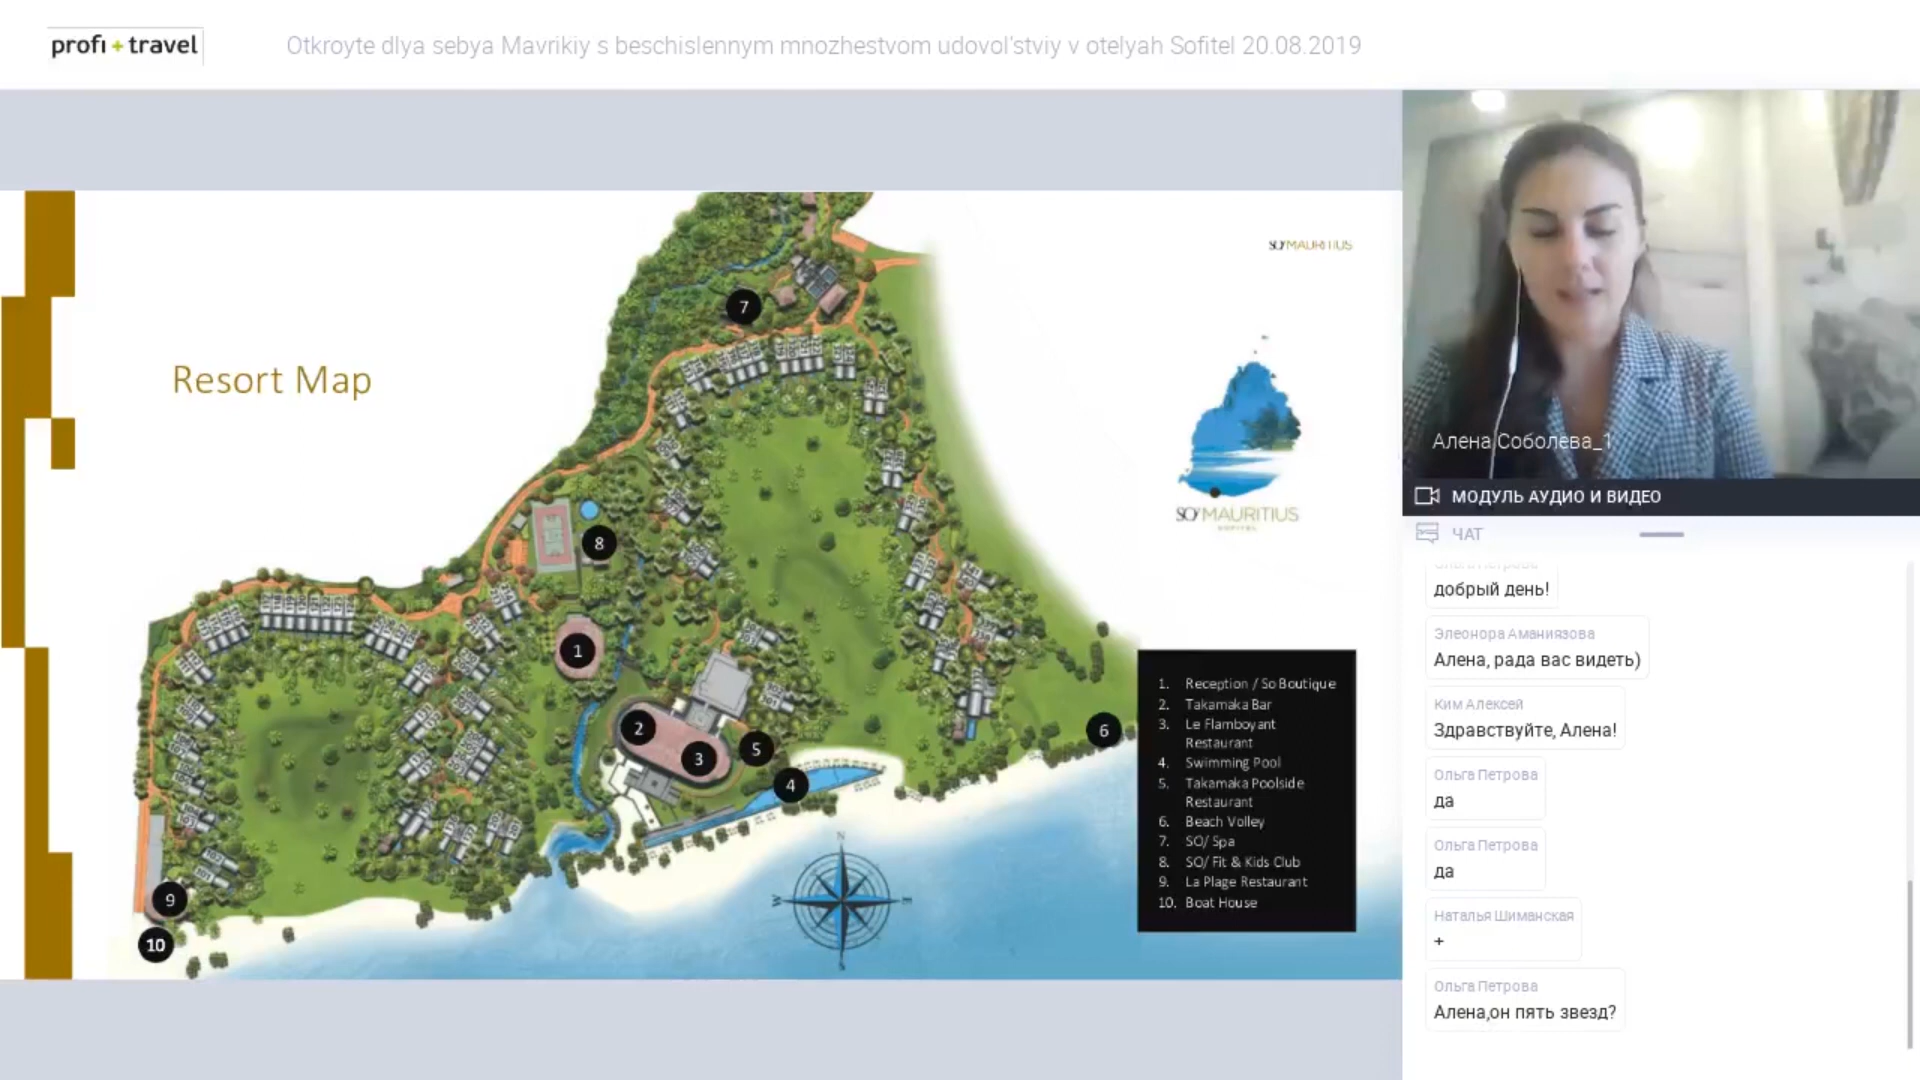 profi + travel
Otkroyte dlya sebya Mavrikiy s beschislennym mnozhestvom udovol'stviy v otelyah Sofitel 20.08.2019
SO/ MAURITIUS
Resort Map
SO/ MAURITIUS
SOFITEL
7
8
1
2
3
5
4
6
9
10
N
W
E
S
1. Reception / So Boutique
2. Takamaka Bar
3. Le Flamboyant
Restaurant
4. Swimming Pool
5. Takamaka Poolside
Restaurant
6. Beach Volley
7. SO/ Spa
8. SO/ Fit & Kids Club
9. La Plage Restaurant
10. Boat House
Алена Соболева_1
МОДУЛЬ АУДИО И ВИДЕО
ЧАТ
Ольга Петрова
добрый день!
Элеонора Аманиязова
Алена, рада вас видеть)
Ким Алексей
Здравствуйте, Алена!
Ольга Петрова
да
Ольга Петрова
да
Наталья Шиманская
+
Ольга Петрова
Алена,он пять звезд?